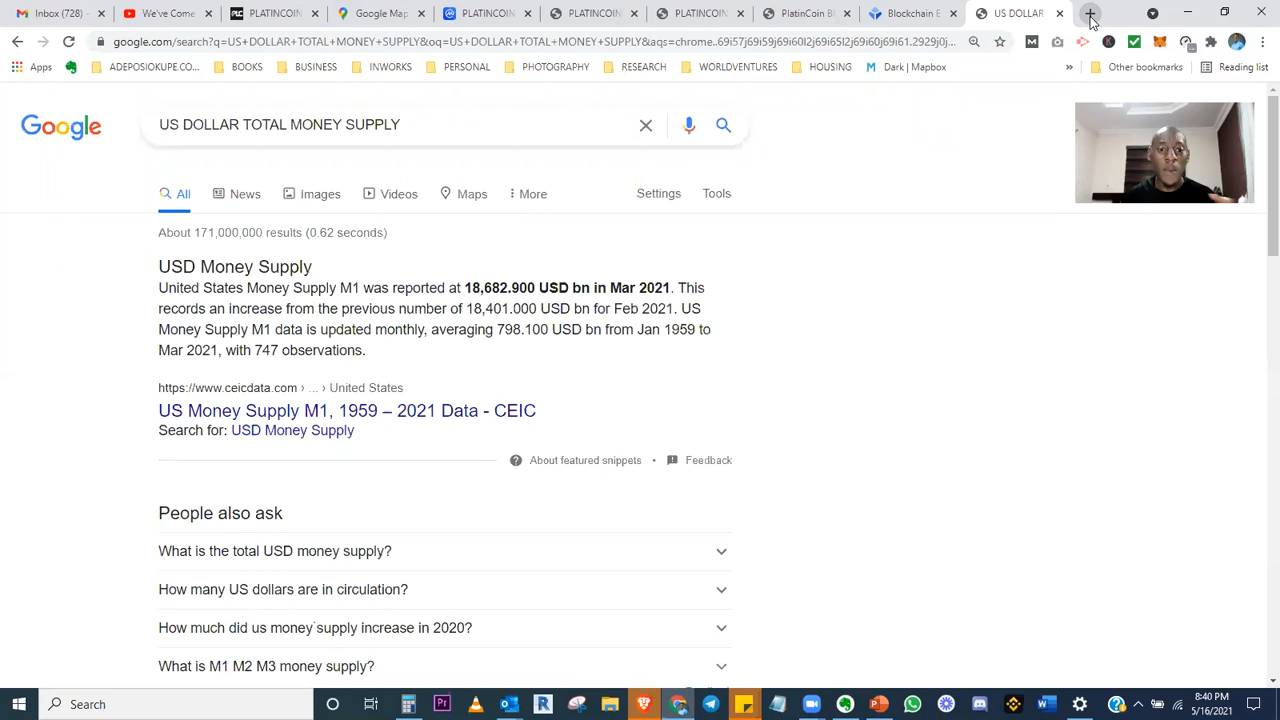 Inbox (728) -
We've Come
PLC PLATINCOIN
Google Map
PLATINCOIN
PLATINCOIN
PLATINCOIN
PlatinCoin
Blockchain E
US DOLLAR
google.com/search?q=US+DOLLAR+TOTAL+MONEY+SUPPLY&oq=US+DOLLAR+TOTAL+MONEY+SUPPLY&aqs=chrome..69i57j69i59j69i60l2j69i65l2j69i60j69i61.2929j0j...
Apps ADEPOSIOKUPE.CO... BOOKS BUSINESS INWORKS PERSONAL PHOTOGRAPHY RESEARCH WORLDVENTURES HOUSING Dark | Mapbox » Other bookmarks Reading list
Google
US DOLLAR TOTAL MONEY SUPPLY
All News Images Videos Maps More Settings Tools
About 171,000,000 results (0.62 seconds)
USD Money Supply
United States Money Supply M1 was reported at 18,682.900 USD bn in Mar 2021. This
records an increase from the previous number of 18,401.000 USD bn for Feb 2021. US
Money Supply M1 data is updated monthly, averaging 798.100 USD bn from Jan 1959 to
Mar 2021, with 747 observations.
https://www.ceicdata.com › ... › United States
US Money Supply M1, 1959 – 2021 Data - CEIC
Search for: USD Money Supply
About featured snippets • Feedback
People also ask
What is the total USD money supply?
How many US dollars are in circulation?
How much did us money supply increase in 2020?
What is M1 M2 M3 money supply?
Search
8:40 PM
5/16/2021